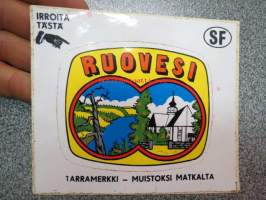 IRROITA
TÄSTÄ
SF
RUOVESI
TARRAMERKKI – MUISTOKSI MATKALTA